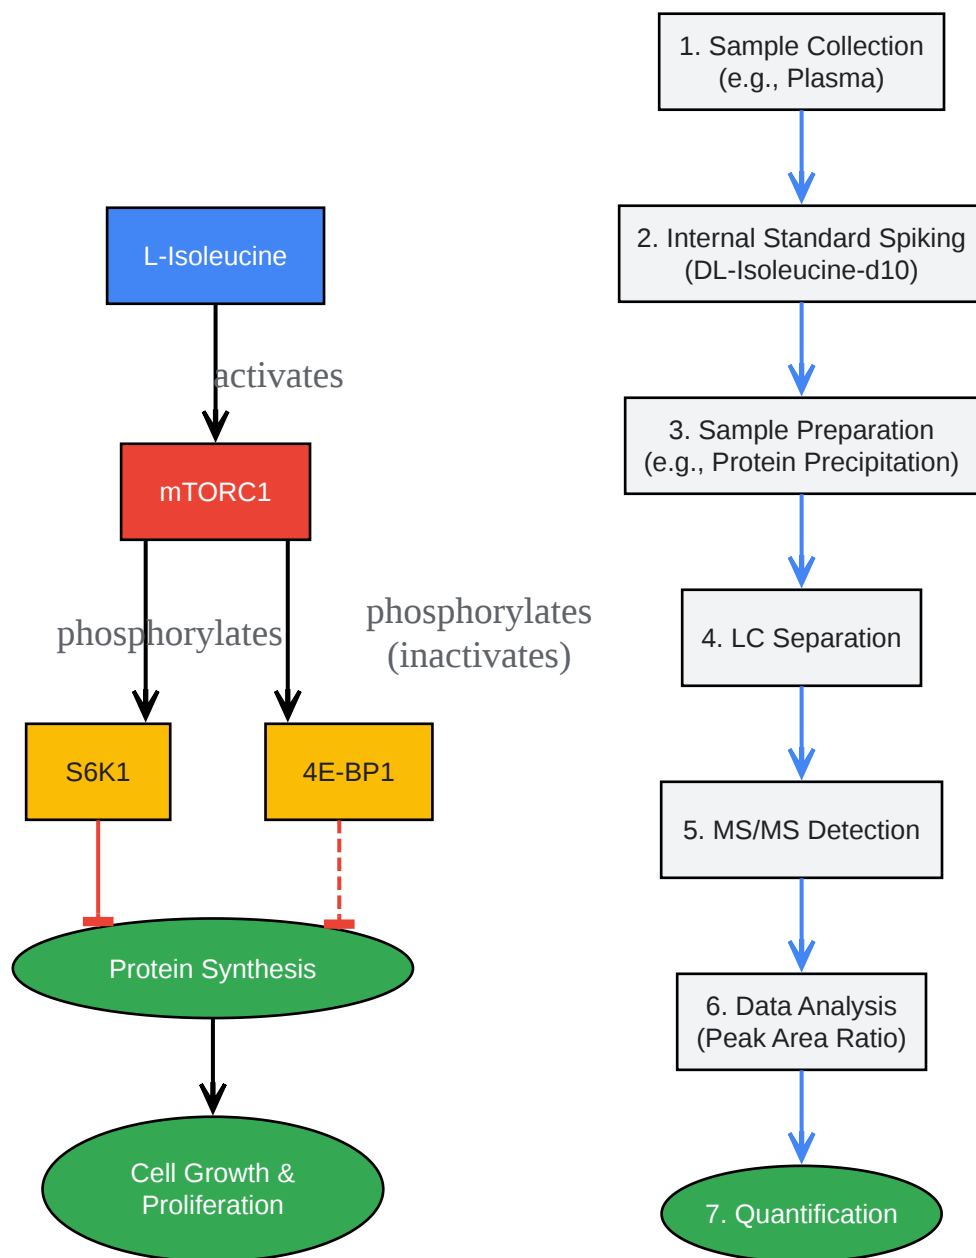 L-Isoleucine
activates
mTORC1
phosphorylates
phosphorylates
(inactivates)
S6K1
4E-BP1
Protein Synthesis
Cell Growth &
Proliferation
1. Sample Collection
(e.g., Plasma)
2. Internal Standard Spiking
(DL-Isoleucine-d10)
3. Sample Preparation
(e.g., Protein Precipitation)
4. LC Separation
5. MS/MS Detection
6. Data Analysis
(Peak Area Ratio)
7. Quantification